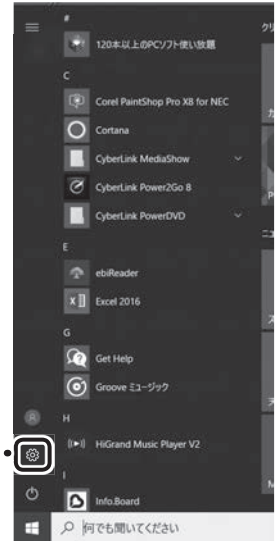 #
120本以上のPCソフト使い放題
C
Corel PaintShop Pro X8 for NEC
Cortana
CyberLink MediaShow
CyberLink Power2Go 8
CyberLink PowerDVD
E
ebiReader
Excel 2016
G
Get Help
Groove ミュージック
H
HiGrand Music Player V2
I
Info.Board
何でも聞いてください
クリ